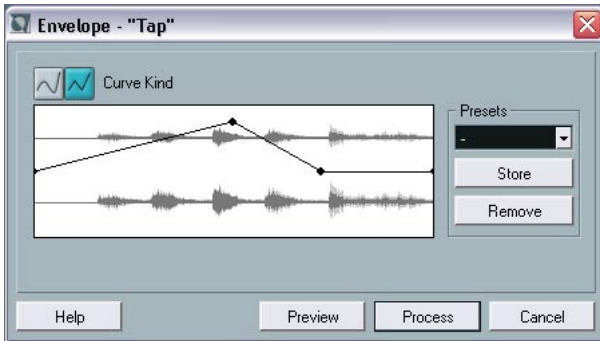 Envelope - "Tap"
Curve Kind
Presets
-
Store
Remove
Help
Preview
Process
Cancel